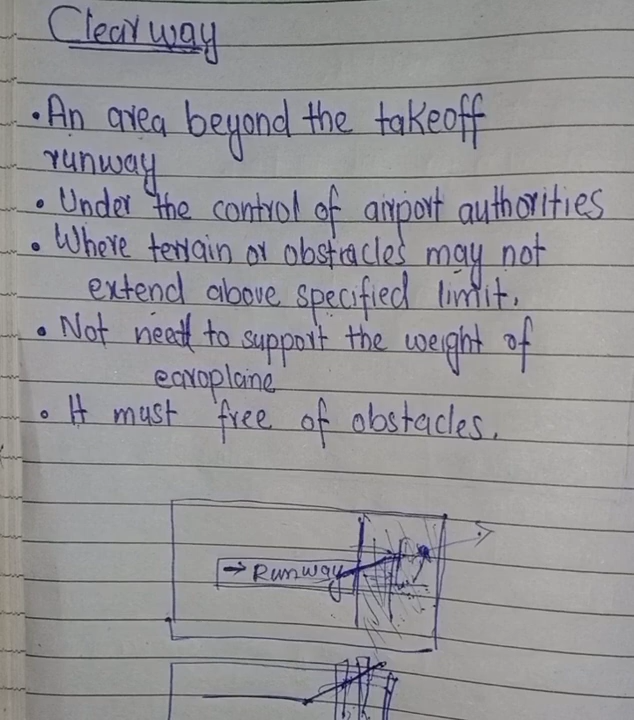 Clearway
• An area beyond the takeoff
runway
• Under the control of airport authorities
• Where terrain or obstracles may not
extend above specified limit.
• Not need to support the weight of
earoplane
• It must free of obstacles.
→ Runway